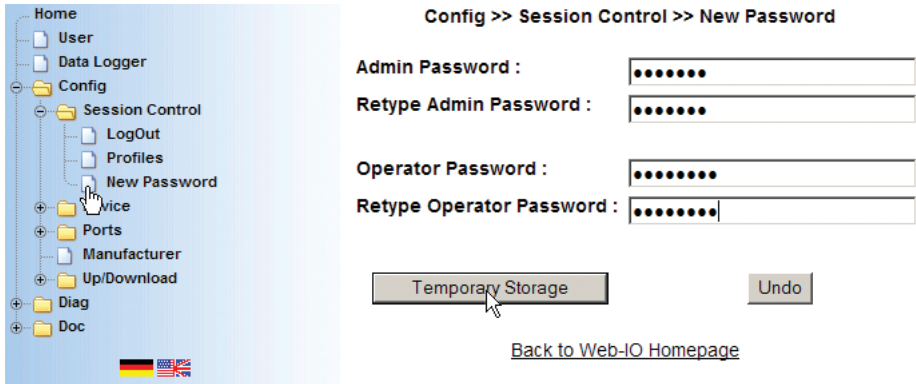 Home
User
Data Logger
Config
Session Control
LogOut
Profiles
New Password
Ports
Manufacturer
Up/Download
Diag
Doc
Config >> Session Control >> New Password
Admin Password :
●●●●●●●
Retype Admin Password :
●●●●●●●
Operator Password :
●●●●●●●●
Retype Operator Password :
●●●●●●●●
Temporary Storage
Undo
Back to Web-IO Homepage